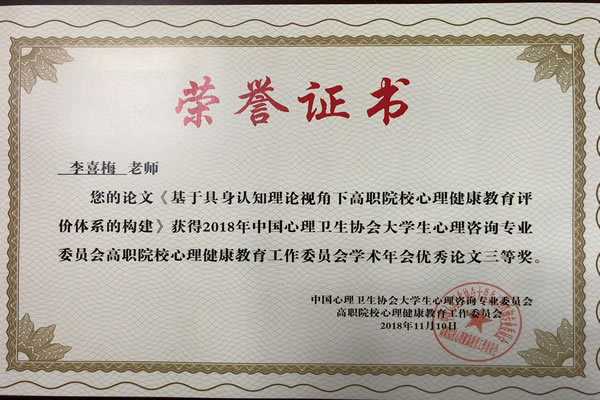 荣誉证书
李喜梅 老师
您的论文《基于具身认知理论视角下高职院校心理健康教育评
价体系的构建》获得2018年中国心理卫生协会大学生心理咨询专业
委员会高职院校心理健康教育工作委员会学术年会优秀论文三等奖。
中国心理卫生协会大学生心理咨询专业委员会
高职院校心理健康教育工作委员会
2018年11月10日